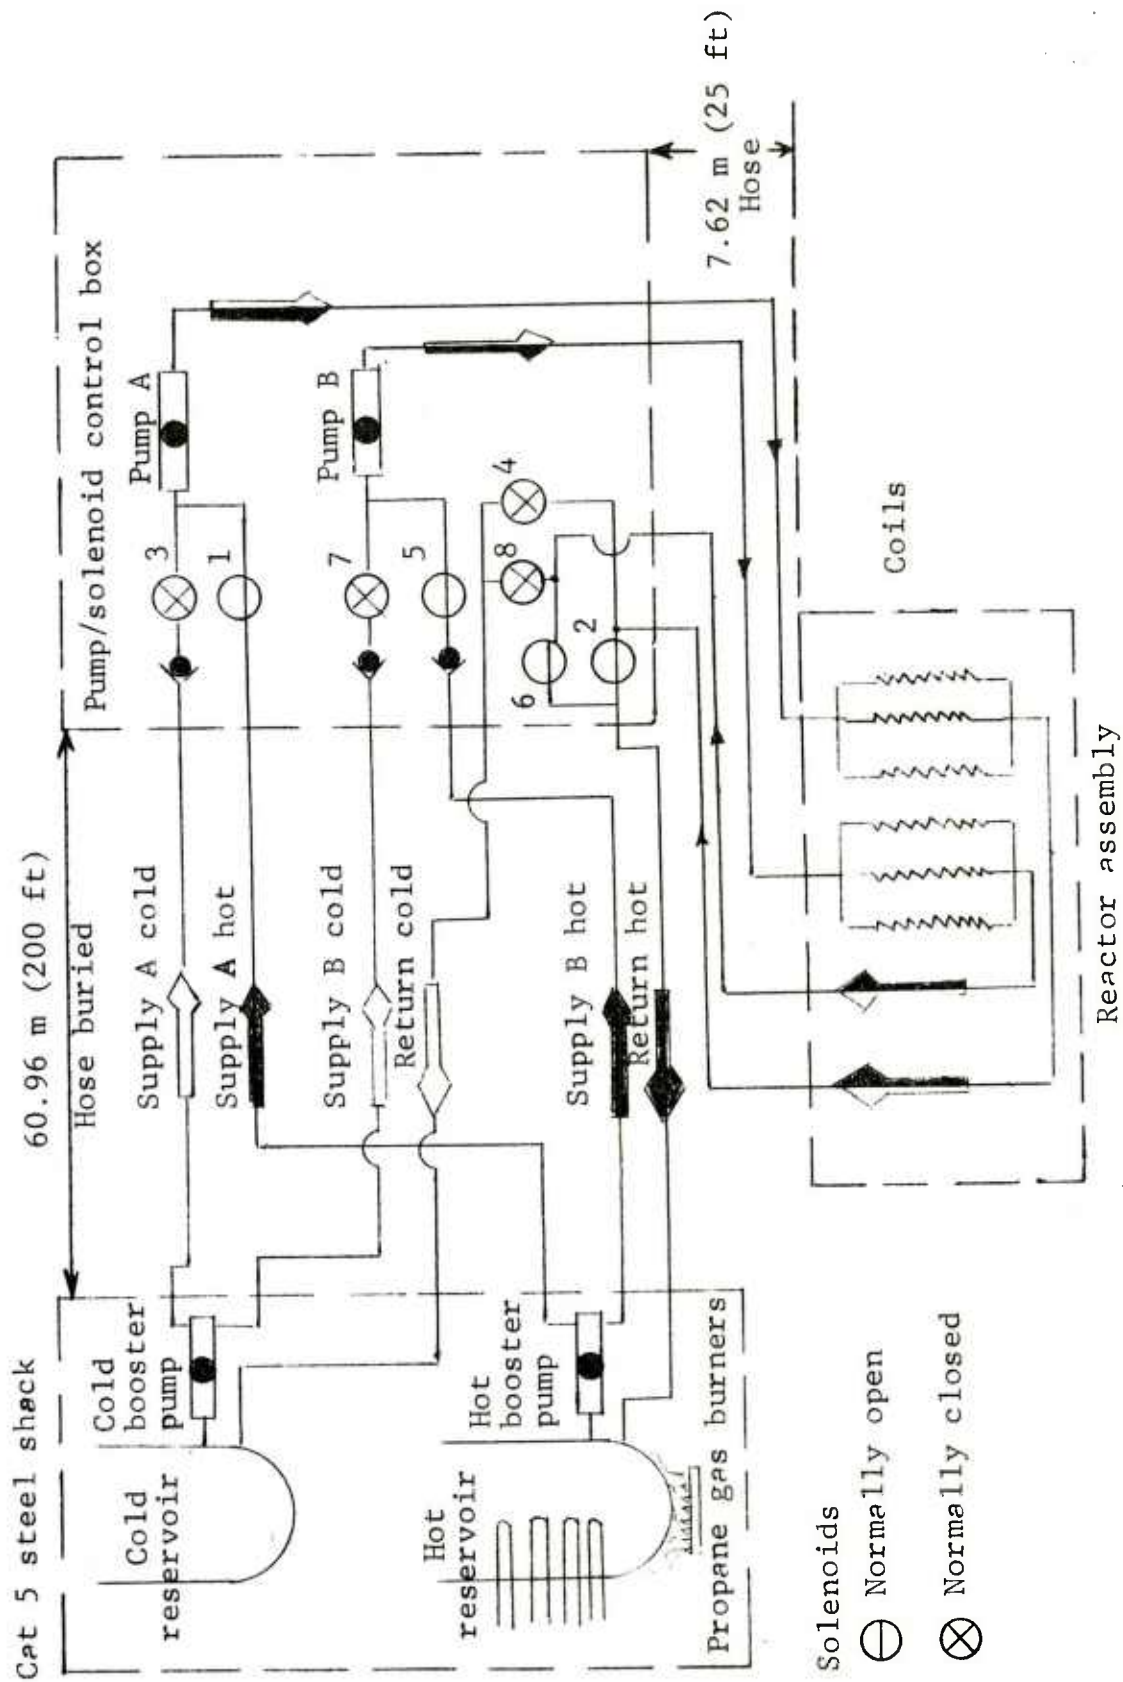 Cat 5 steel shack
60.96 m (200 ft)
Hose buried
Pump/solenoid control box
Cold
reservoir
Cold
booster
pump
Supply A cold
Supply A hot
Supply B cold
Return cold
3
1
Pump A
7
5
Pump B
Hot
reservoir
Hot
booster
pump
Supply B hot
Return hot
6
2
8
4
Propane gas burners
7.62 m (25 ft)
Hose
Solenoids
Normally open
Normally closed
Coils
Reactor assembly